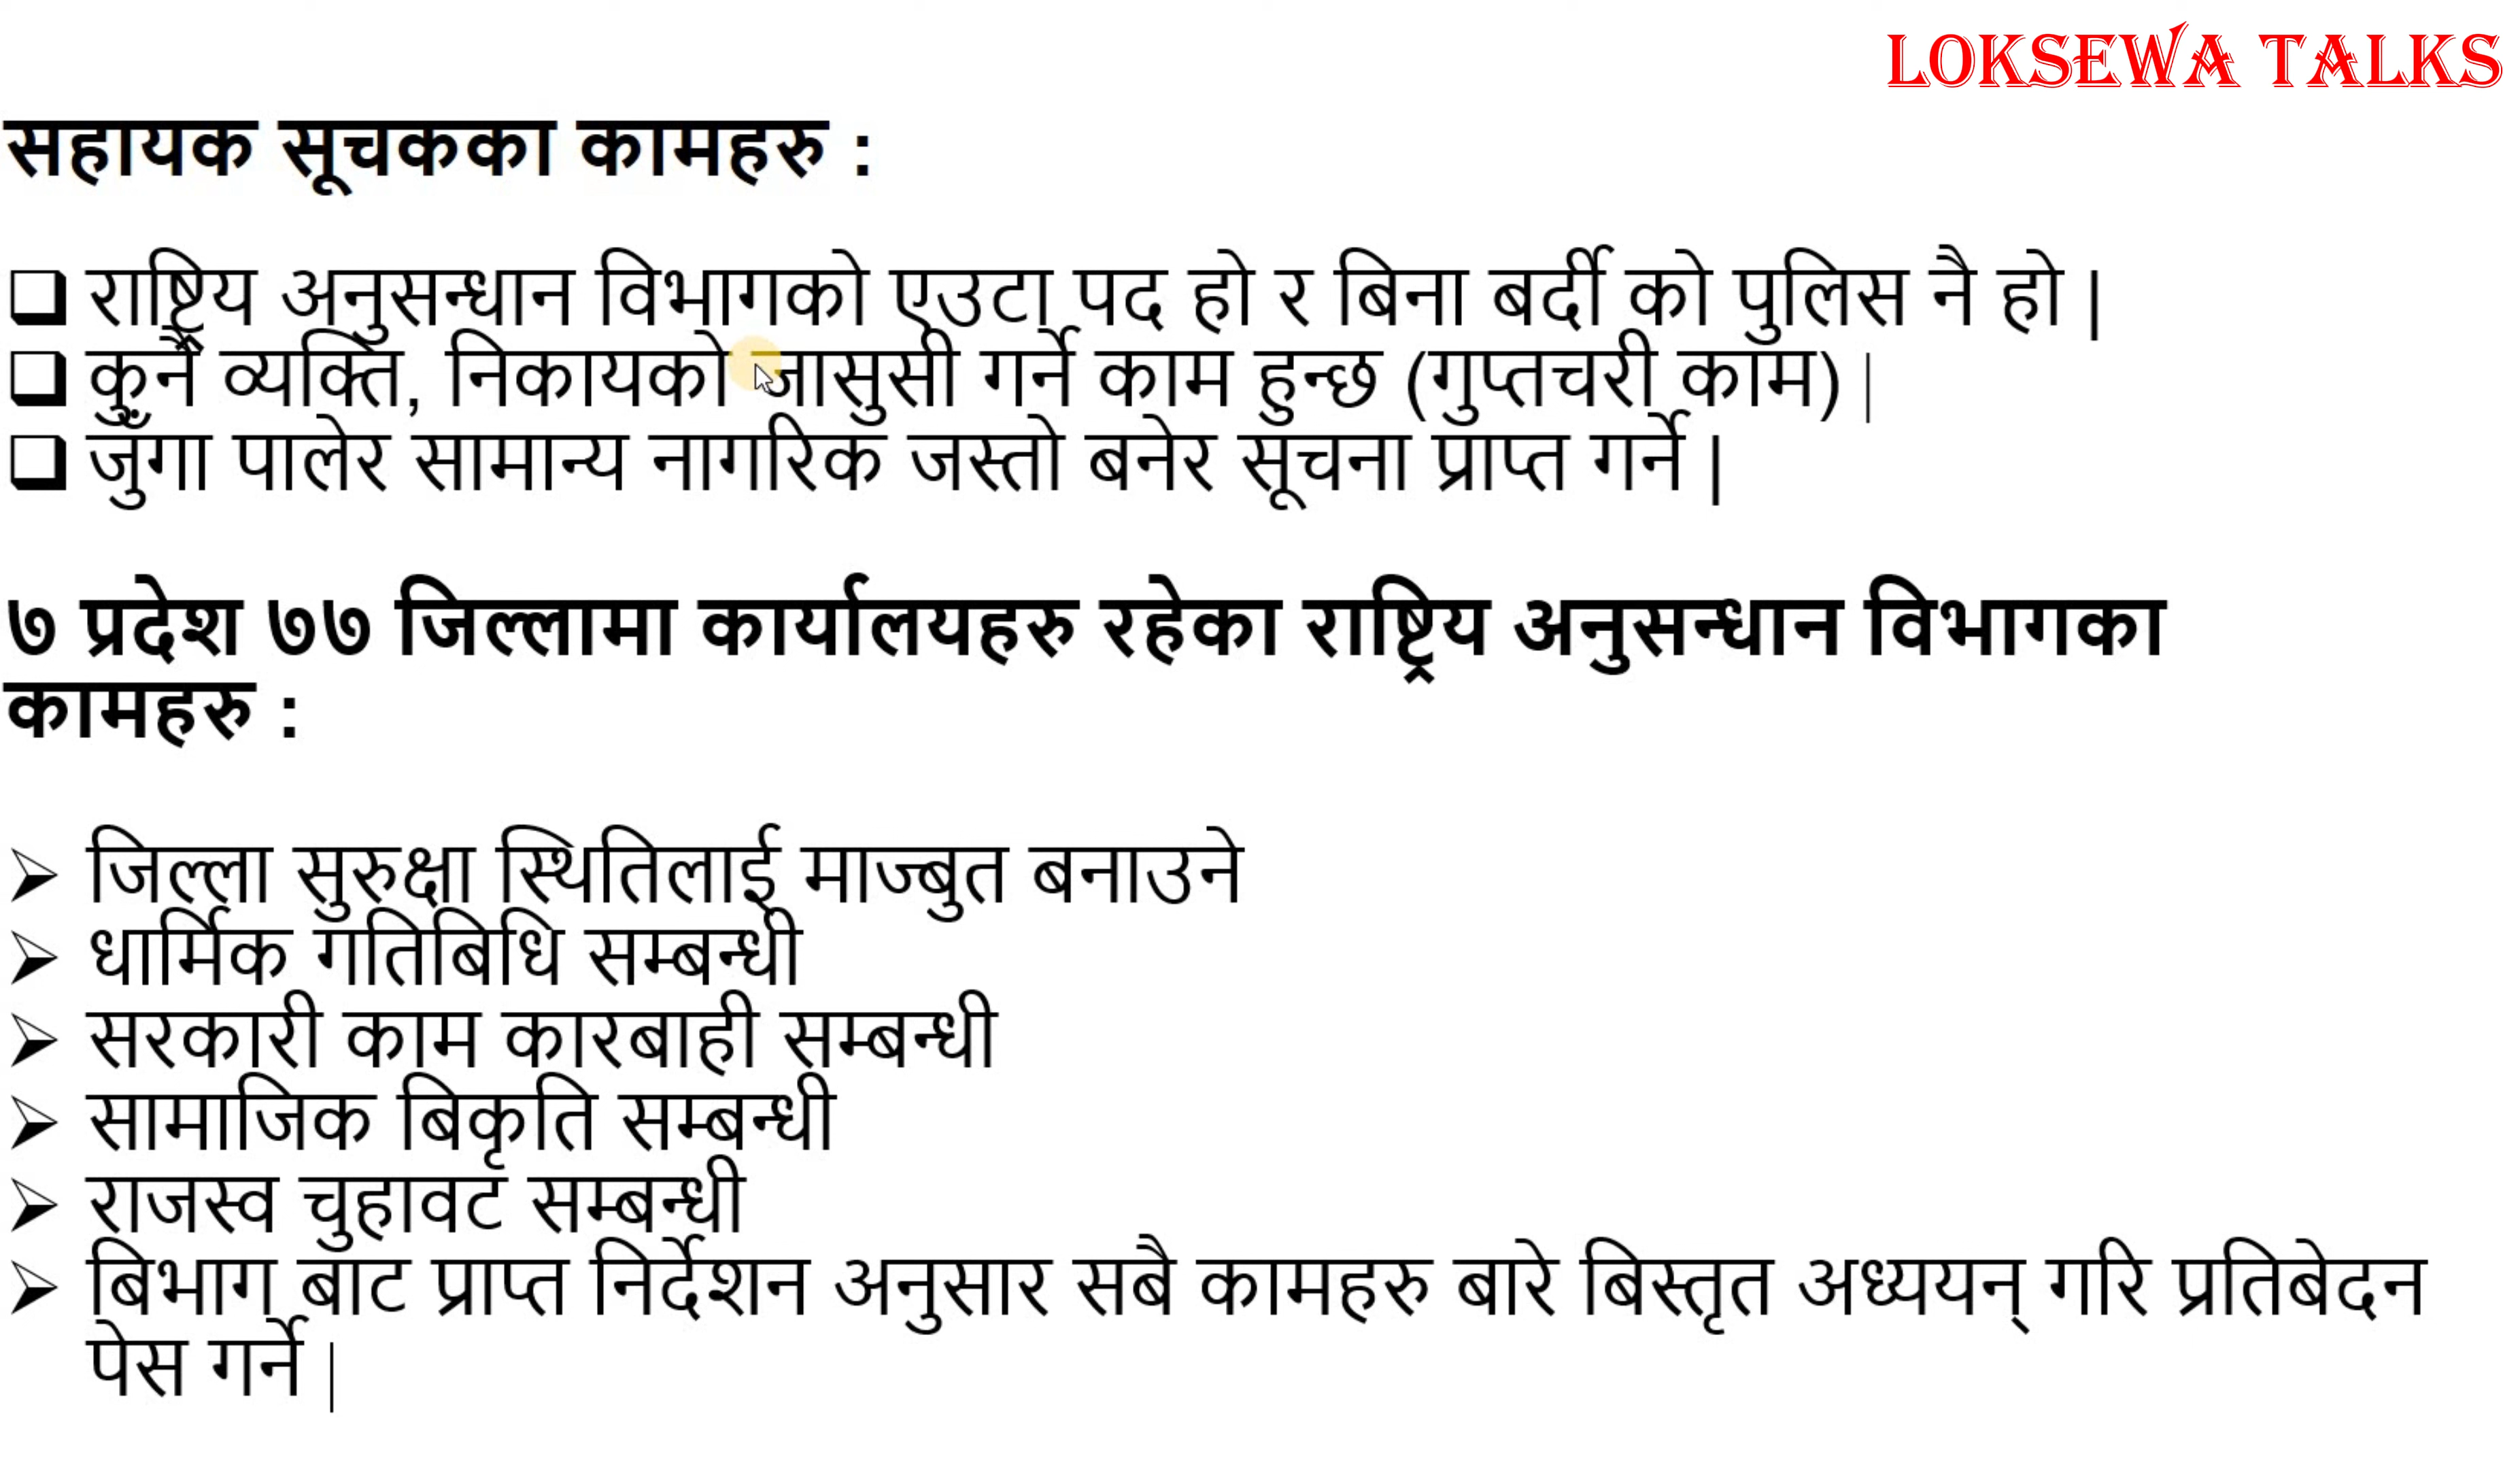 LOKSEWA TALKS
सहायक सूचकका कामहरु :
राष्ट्रिय अनुसन्धान विभागको एउटा पद हो र बिना बर्दी को पुलिस नै हो |
कुनै व्यक्ति, निकायको जासुसी गर्ने काम हुन्छ (गुप्तचरी काम) |
जुँगा पालेर सामान्य नागरिक जस्तो बनेर सूचना प्राप्त गर्ने |
७ प्रदेश ७७ जिल्लामा कार्यालयहरु रहेका राष्ट्रिय अनुसन्धान विभागका
कामहरु :
जिल्ला सुरुक्षा स्थितिलाई माज्बुत बनाउने
धार्मिक गतिबिधि सम्बन्धी
सरकारी काम कारबाही सम्बन्धी
सामाजिक बिकृति सम्बन्धी
राजस्व चुहावट सम्बन्धी
बिभाग बाट प्राप्त निर्देशन अनुसार सबै कामहरु बारे बिस्तृत अध्ययन् गरि प्रतिबेदन
पेस गर्ने |